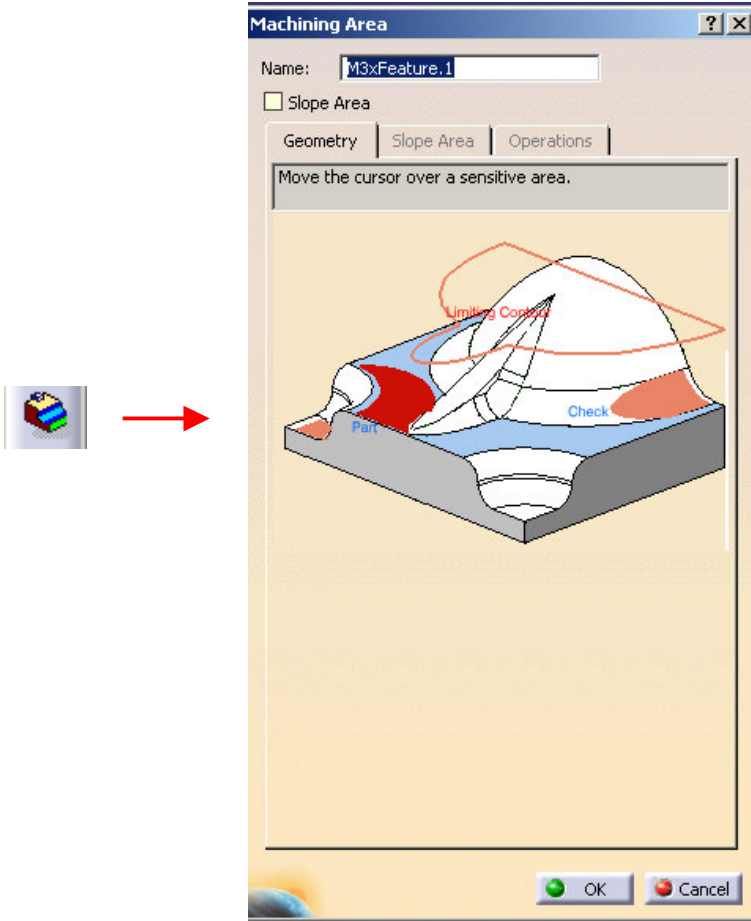 Machining Area
Name: M3xFeature.1
Slope Area
Geometry Slope Area Operations
Move the cursor over a sensitive area.
Limiting Contour
Check
Part
OK Cancel